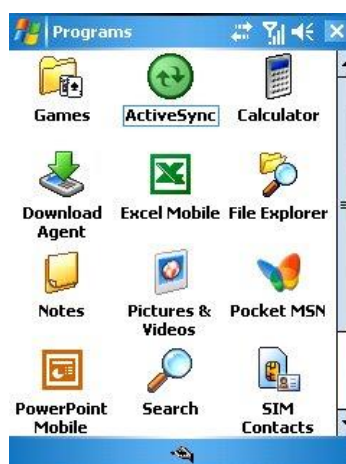 Programs
Games
ActiveSync
Calculator
Download
Agent
Excel Mobile
File Explorer
Notes
Pictures &
Videos
Pocket MSN
PowerPoint
Mobile
Search
SIM
Contacts